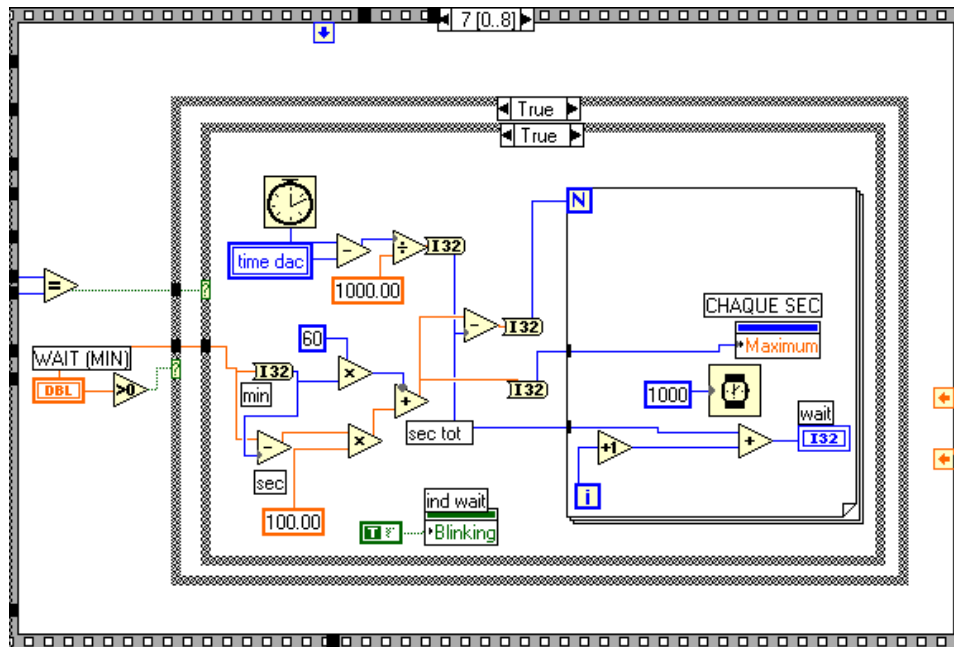 7 [0..8]
True
True
time dac
I32
1000.00
CHAQUE SEC
Maximum
I32
60
WAIT (MIN)
DBL
>0
I32
min
I32
1000
wait
I32
sec tot
+1
sec
i
ind wait
100.00
T
Blinking
N